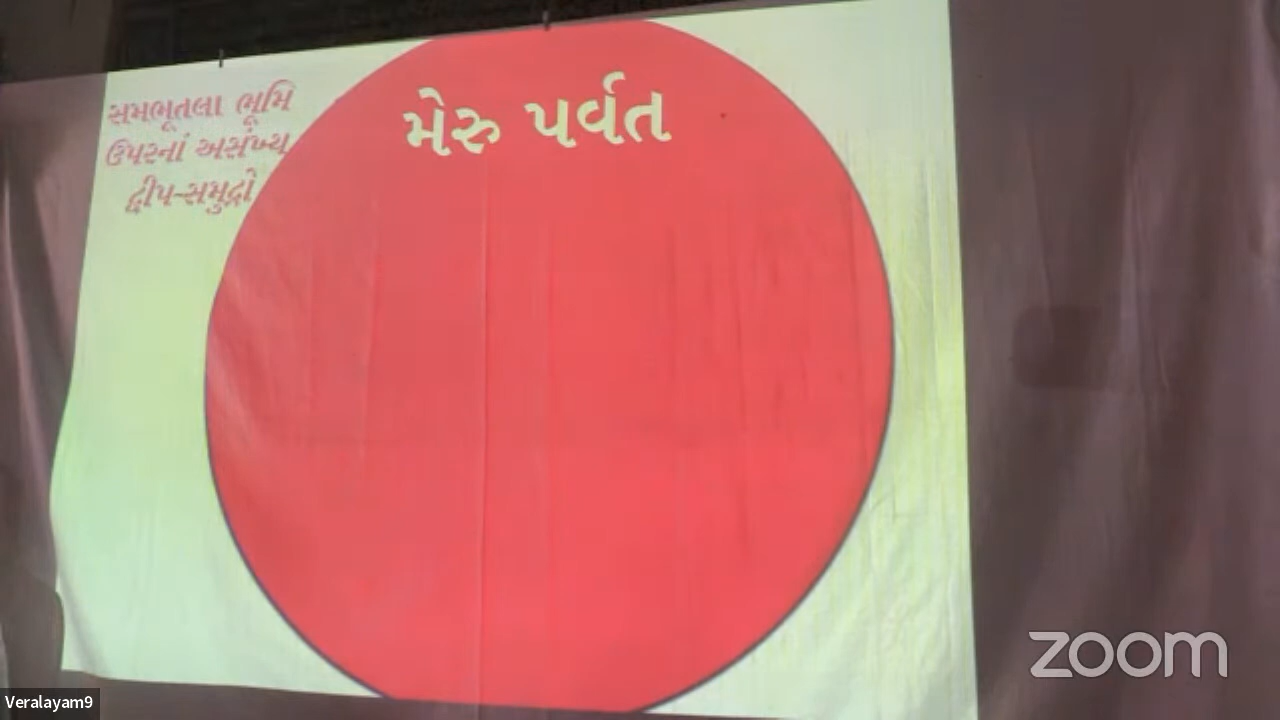 સમભૂતલા ભૂમિ
ઉપરનાં અસંખ્ય
દ્વીપ-સમુદ્રો
મેરુ પર્વત
zoom
Veralayam9